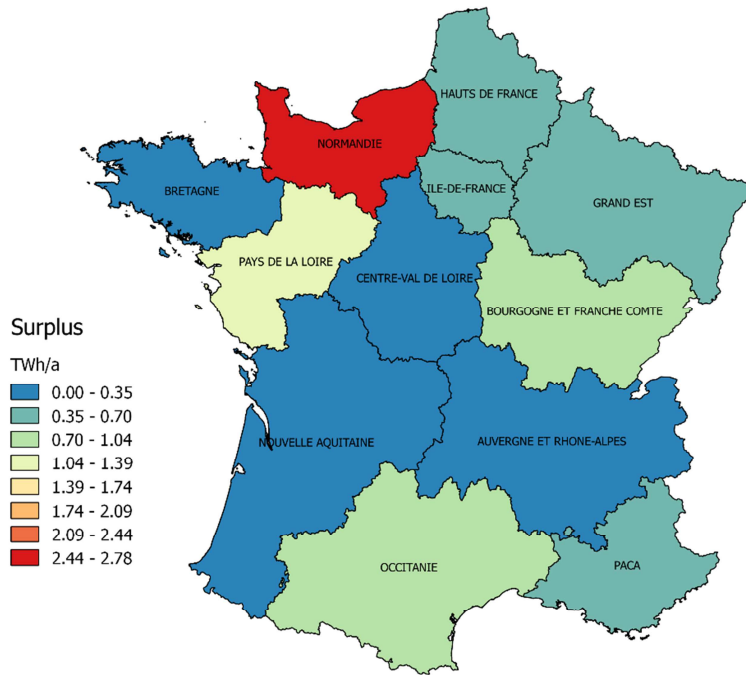 HAUTS DE FRANCE
NORMANDIE
ILE-DE-FRANCE
BRETAGNE
GRAND EST
PAYS DE LA LOIRE
CENTRE-VAL DE LOIRE
BOURGOGNE ET FRANCHE COMTE
Surplus
TWh/a
0.00 - 0.35
0.35 - 0.70
0.70 - 1.04
1.04 - 1.39
1.39 - 1.74
1.74 - 2.09
2.09 - 2.44
2.44 - 2.78
NOUVELLE AQUITAINE
AUVERGNE ET RHONE-ALPES
OCCITANIE
PACA